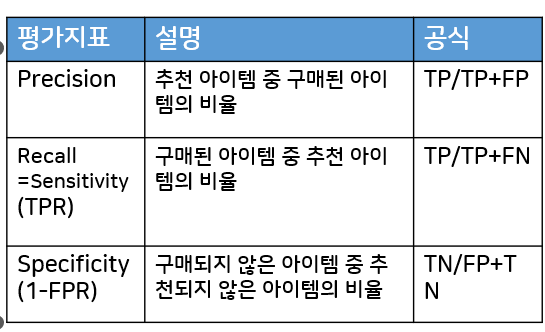 평가지표 설명 공식
Precision 추천 아이템 중 구매된 아이 TP/TP+FP
템의 비율
Recall 구매된 아이템 중 추천 아이 TP/TP+FN
=Sensitivity 템의 비율
(TPR)
Specificity 구매되지 않은 아이템 중 추 TN/FP+T
(1-FPR) 천되지 않은 아이템의 비율 N